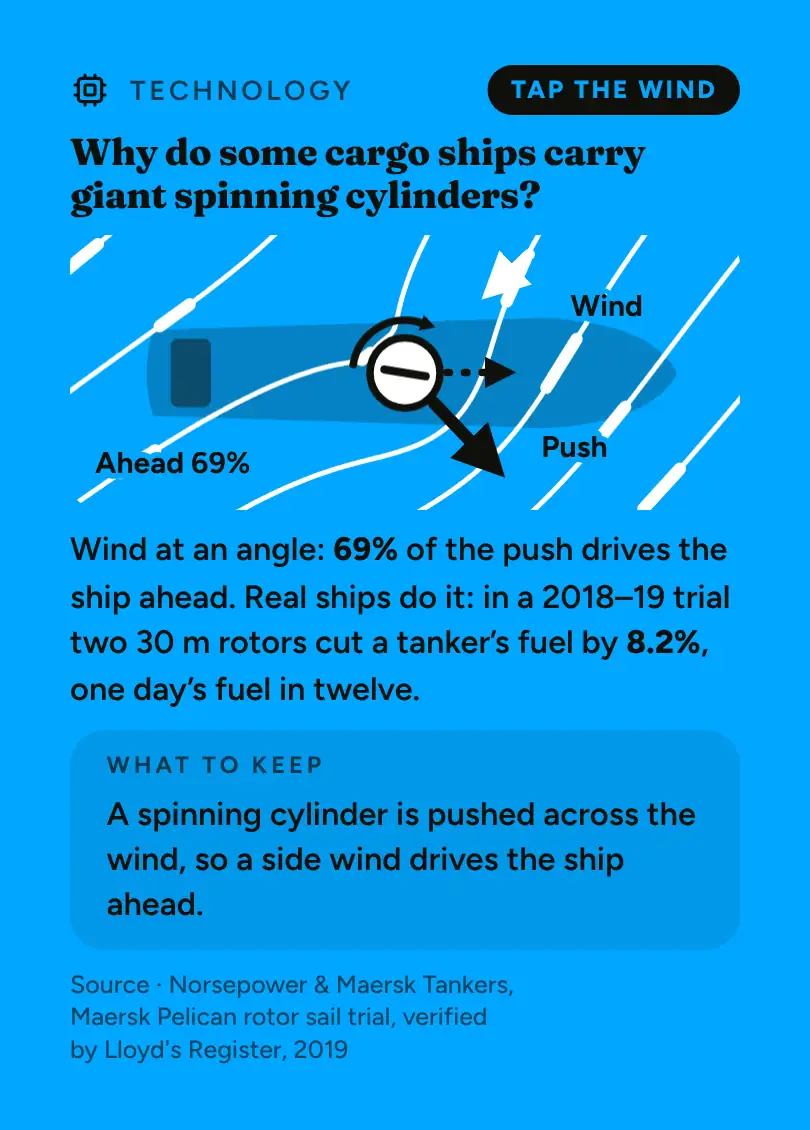 TECHNOLOGY
TAP THE WIND
Why do some cargo ships carry
giant spinning cylinders?
Wind
Push
Ahead 69%
Wind at an angle: 69% of the push drives the
ship ahead. Real ships do it: in a 2018–19 trial
two 30 m rotors cut a tanker’s fuel by 8.2%,
one day’s fuel in twelve.
WHAT TO KEEP
A spinning cylinder is pushed across the
wind, so a side wind drives the ship
ahead.
Source · Norsepower & Maersk Tankers,
Maersk Pelican rotor sail trial, verified
by Lloyd's Register, 2019